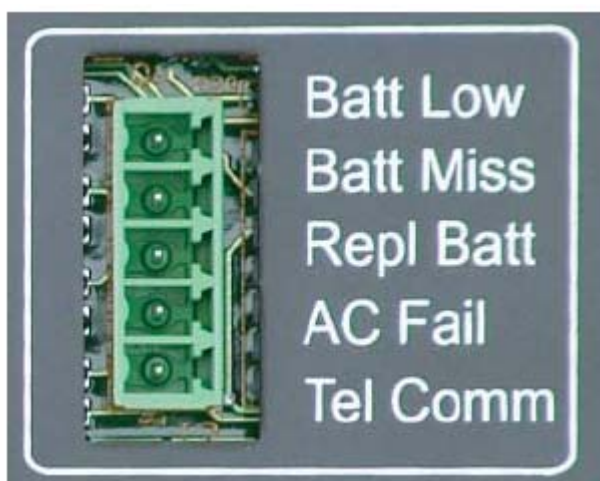 Batt Low
Batt Miss
Repl Batt
AC Fail
Tel Comm